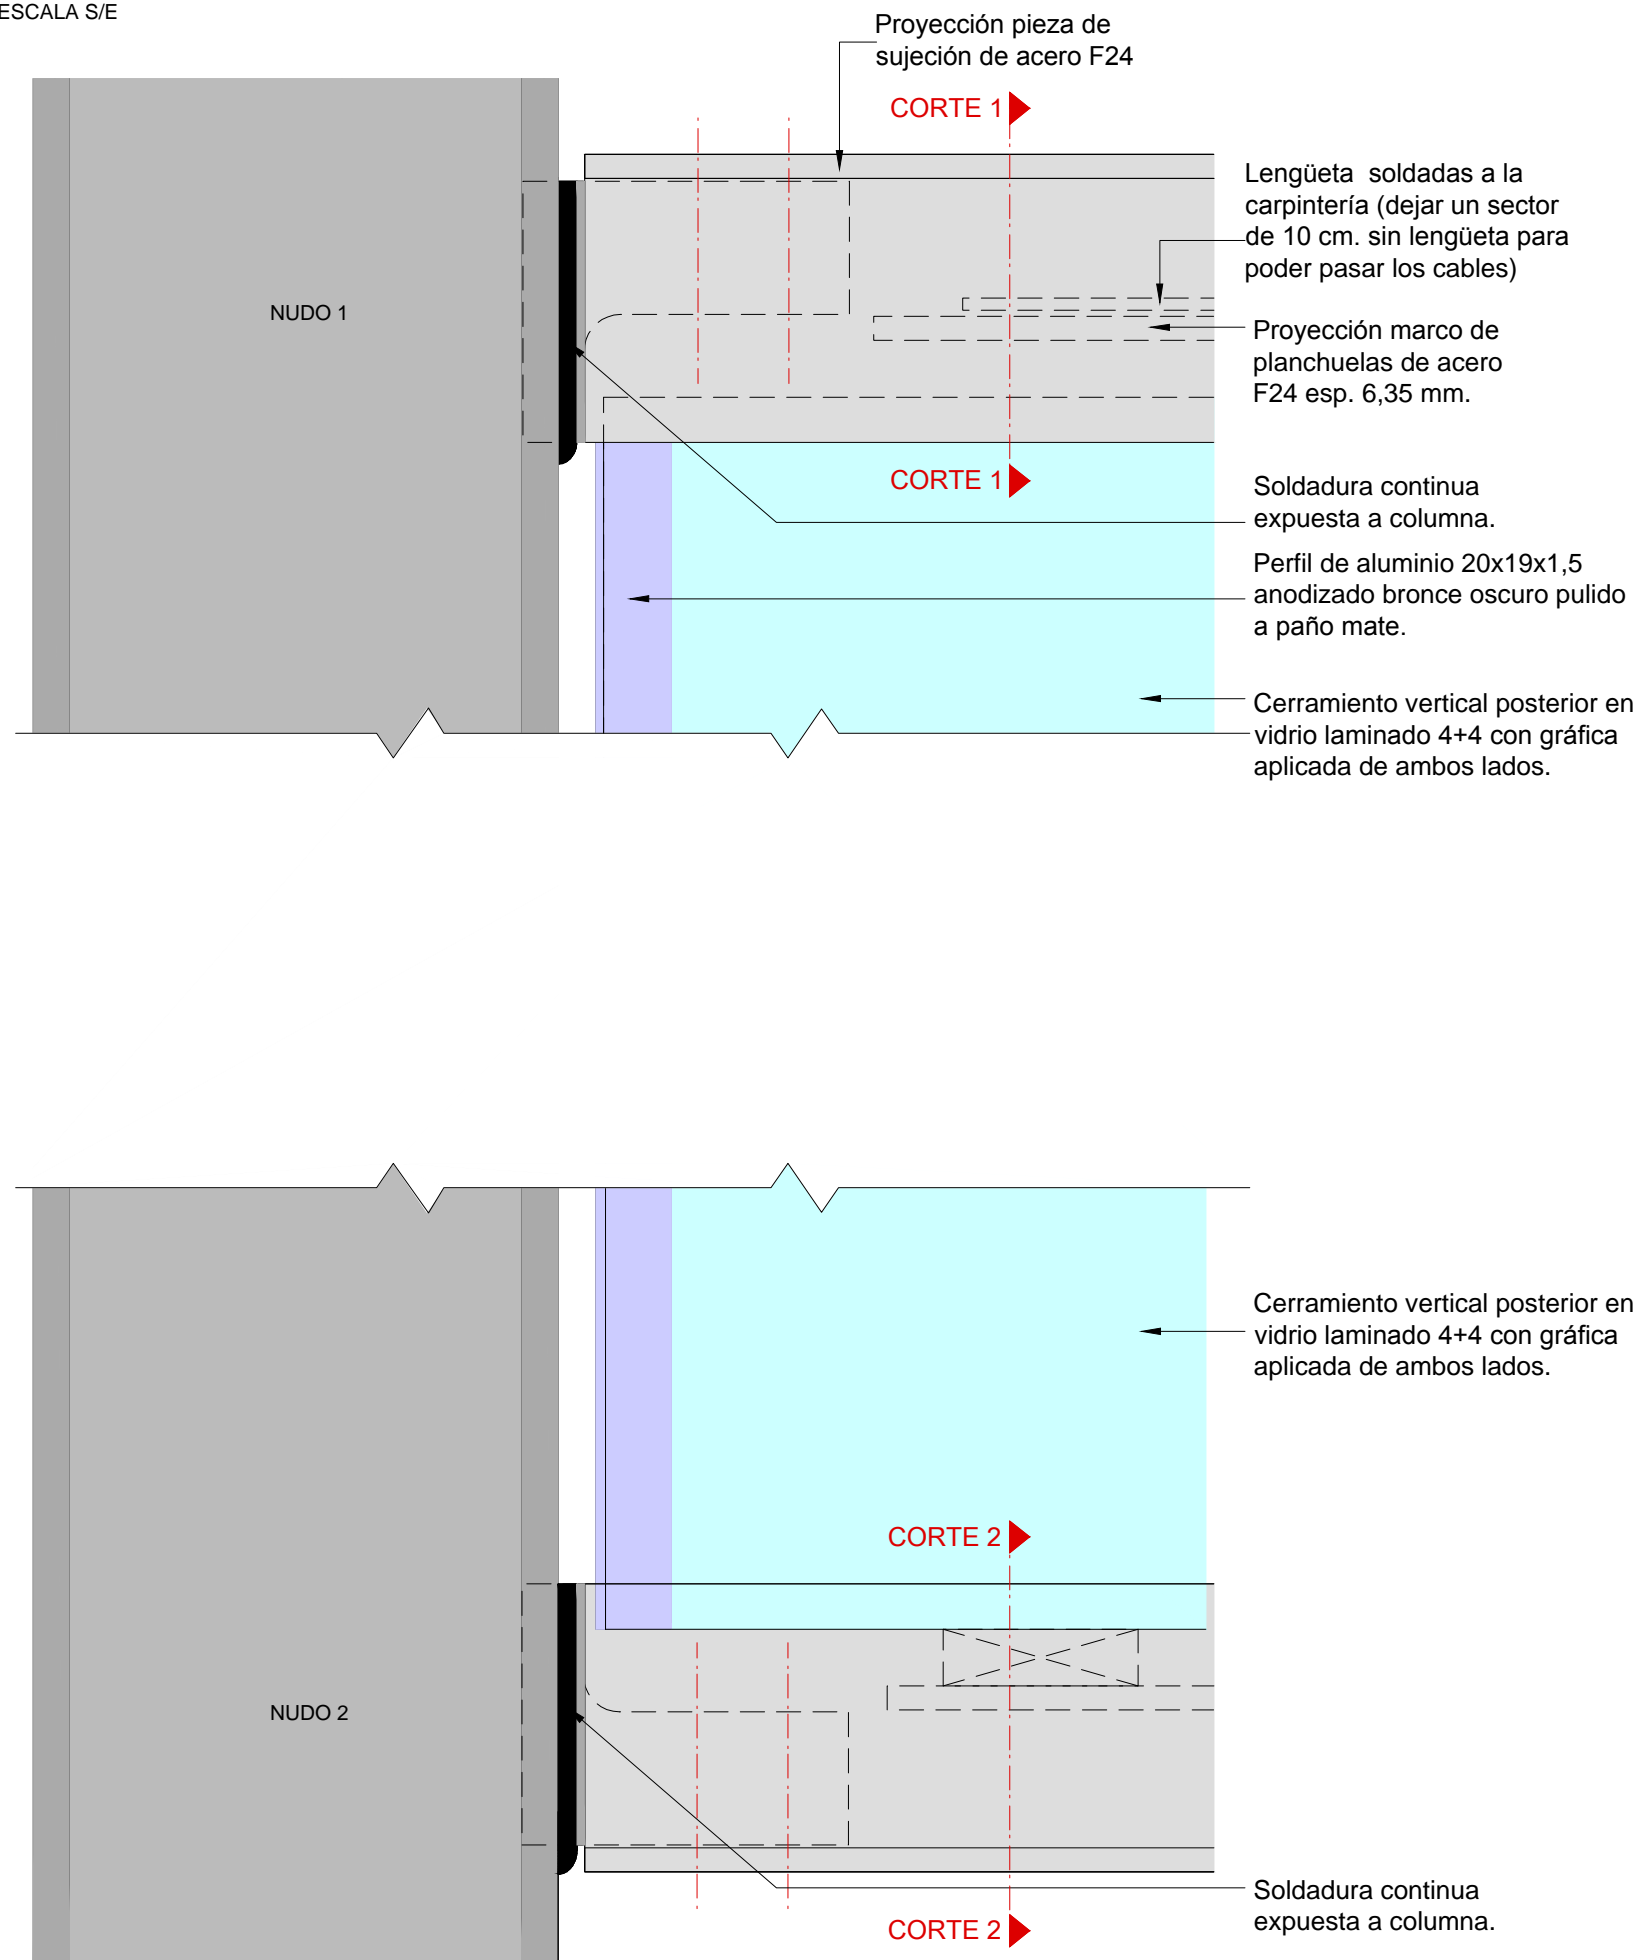 ESCALA S/E
Proyección pieza de
sujeción de acero F24
CORTE 1
Lengüeta  soldadas a la
carpintería (dejar un sector
de 10 cm. sin lengüeta para
poder pasar los cables)
NUDO 1
Proyección marco de
planchuelas de acero
F24 esp. 6,35 mm.
CORTE 1
Soldadura continua
expuesta a columna.
Perfil de aluminio 20x19x1,5
anodizado bronce oscuro pulido
a paño mate.
Cerramiento vertical posterior en
vidrio laminado 4+4 con gráfica
aplicada de ambos lados.
Cerramiento vertical posterior en
vidrio laminado 4+4 con gráfica
aplicada de ambos lados.
CORTE 2
NUDO 2
Soldadura continua
expuesta a columna.
CORTE 2